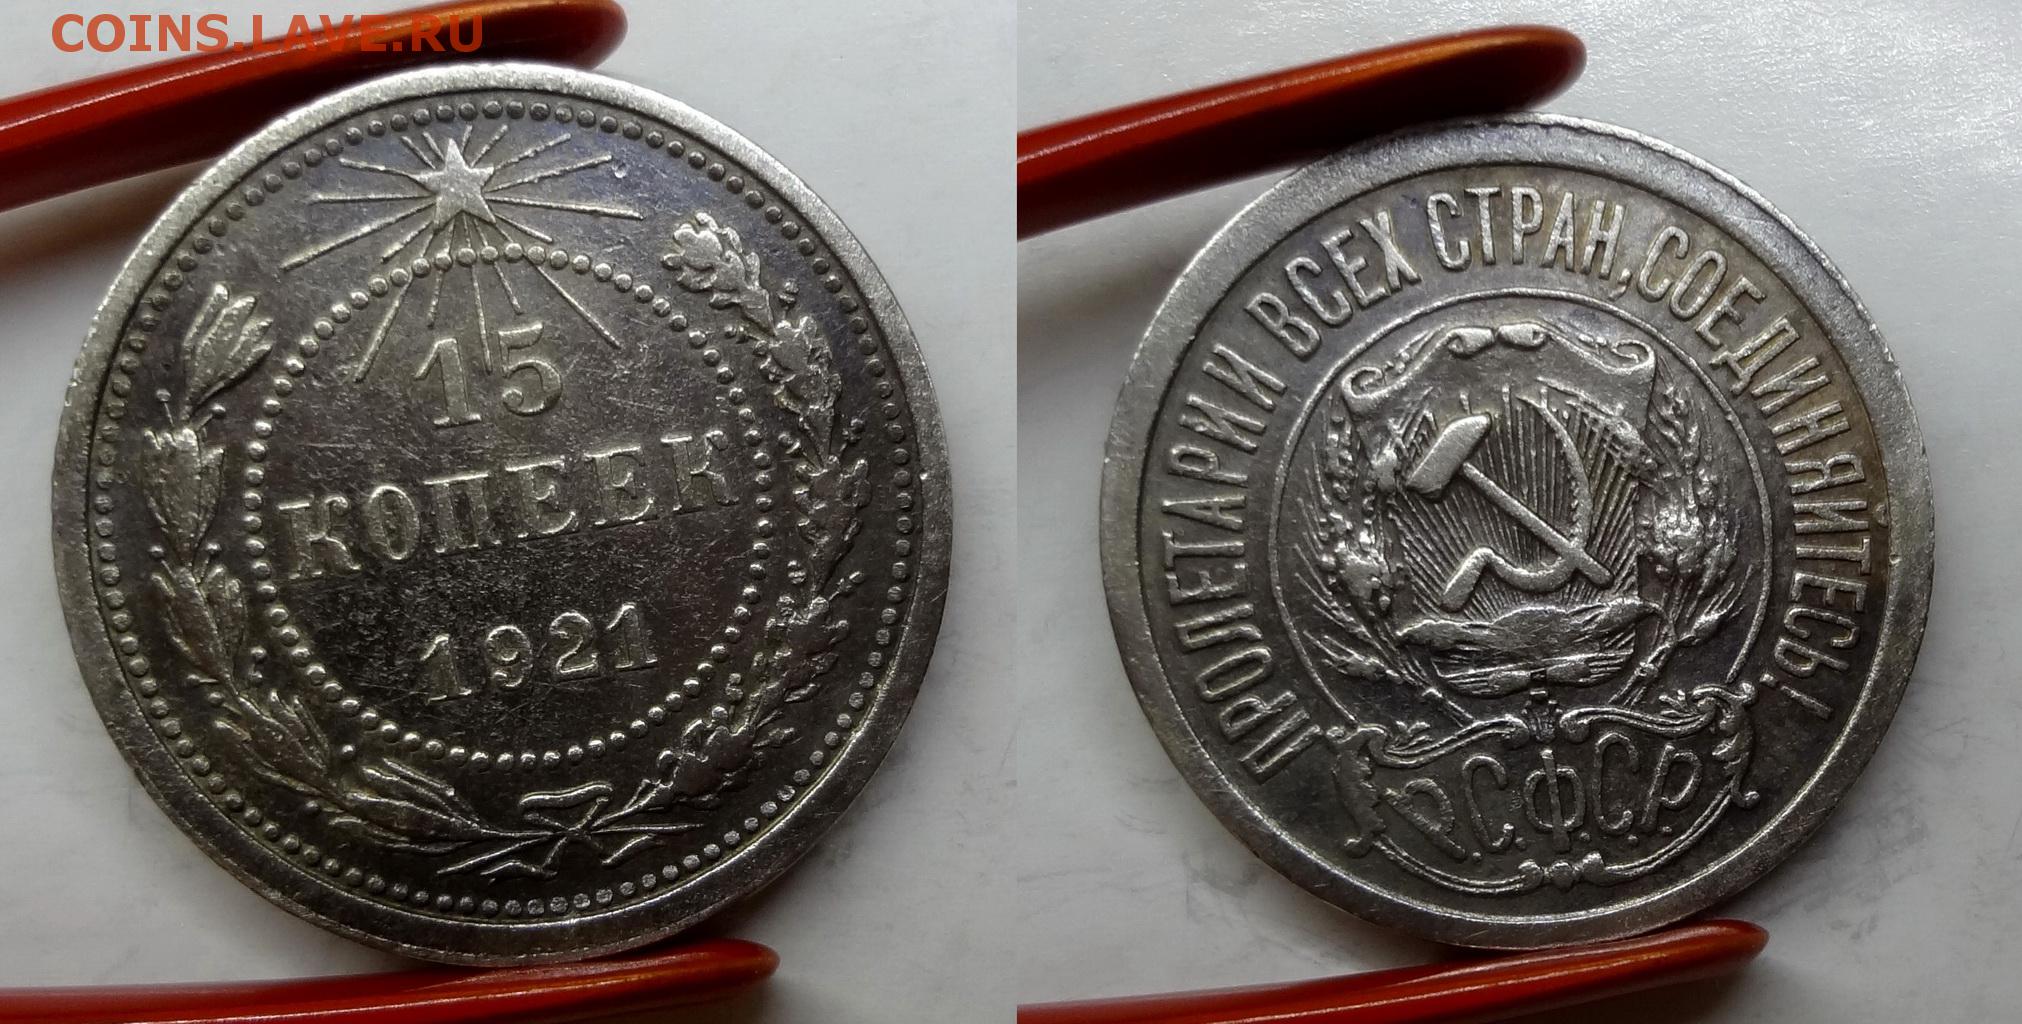 COINS.LAVE.RU
15
КОПЕЕК
1921
ПРОЛЕТАРИИ ВСЕХ СТРАН, СОЕДИНЯЙТЕСЬ!
Р.С.Ф.С.Р.